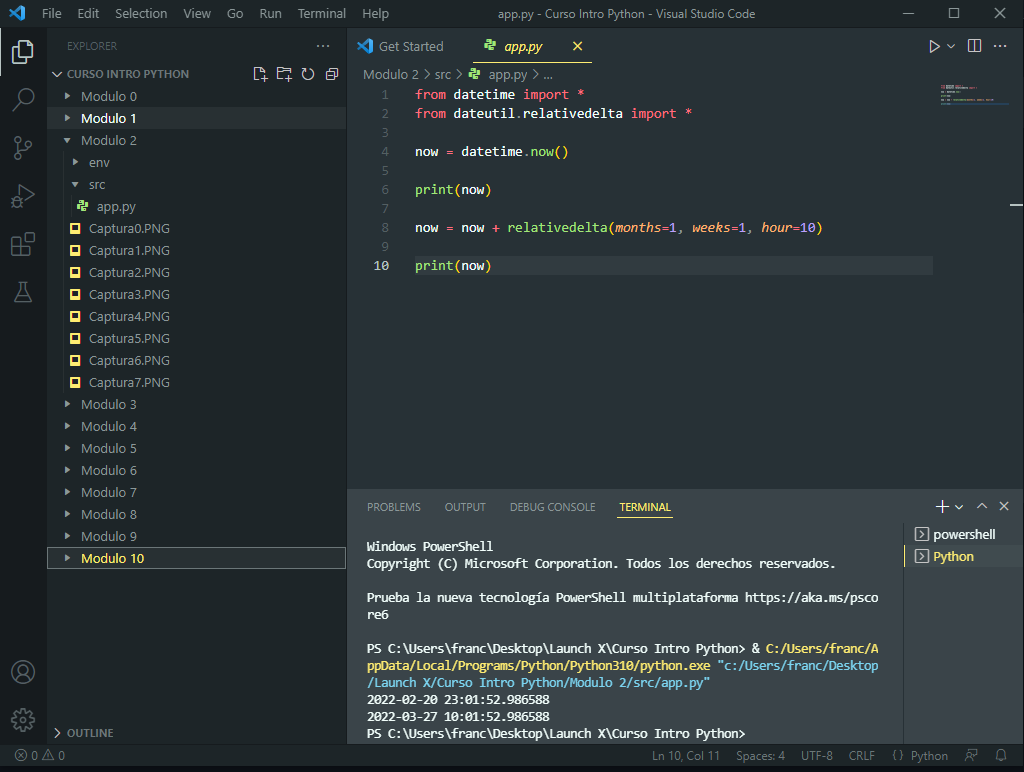 File Edit Selection View Go Run Terminal Help app.py - Curso Intro Python - Visual Studio Code
EXPLORER
CURSO INTRO PYTHON
Modulo 0
Modulo 1
Modulo 2
env
src
app.py
Captura0.PNG
Captura1.PNG
Captura2.PNG
Captura3.PNG
Captura4.PNG
Captura5.PNG
Captura6.PNG
Captura7.PNG
Modulo 3
Modulo 4
Modulo 5
Modulo 6
Modulo 7
Modulo 8
Modulo 9
Modulo 10
OUTLINE
Get Started app.py
Modulo 2 > src > app.py > ...
1 from datetime import *
2 from dateutil.relativedelta import *
3
4 now = datetime.now()
5
6 print(now)
7
8 now = now + relativedelta(months=1, weeks=1, hour=10)
9
10 print(now)
PROBLEMS OUTPUT DEBUG CONSOLE TERMINAL
powershell
Python
Windows PowerShell
Copyright (C) Microsoft Corporation. Todos los derechos reservados.
Prueba la nueva tecnología PowerShell multiplataforma https://aka.ms/psco
re6
PS C:\Users\franc\Desktop\Launch X\Curso Intro Python> & C:/Users/franc/A
ppData/Local/Programs/Python/Python310/python.exe "c:/Users/franc/Desktop
/Launch X/Curso Intro Python/Modulo 2/src/app.py"
2022-02-20 23:01:52.986588
2022-03-27 10:01:52.986588
PS C:\Users\franc\Desktop\Launch X\Curso Intro Python>
0 0 Ln 10, Col 11 Spaces: 4 UTF-8 CRLF { } Python